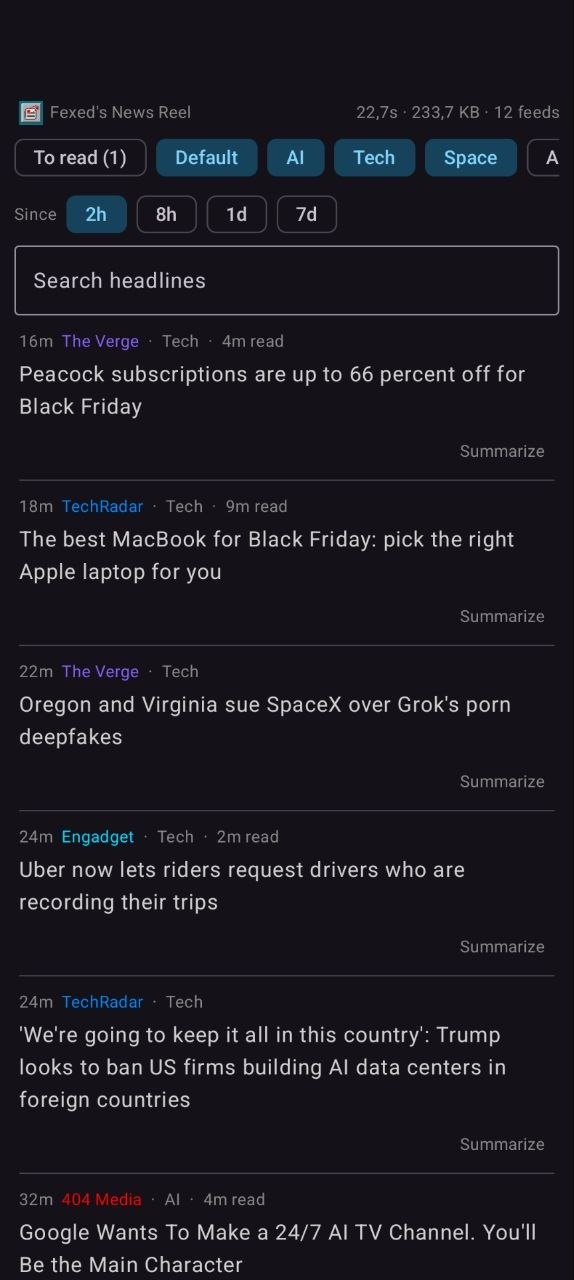 Fexed's News Reel 22,7s · 233,7 KB · 12 feeds
To read (1) Default AI Tech Space A
Since 2h 8h 1d 7d
Search headlines
16m The Verge · Tech · 4m read
Peacock subscriptions are up to 66 percent off for
Black Friday
Summarize
18m TechRadar · Tech · 9m read
The best MacBook for Black Friday: pick the right
Apple laptop for you
Summarize
22m The Verge · Tech
Oregon and Virginia sue SpaceX over Grok's porn
deepfakes
Summarize
24m Engadget · Tech · 2m read
Uber now lets riders request drivers who are
recording their trips
Summarize
24m TechRadar · Tech
'We're going to keep it all in this country': Trump
looks to ban US firms building AI data centers in
foreign countries
Summarize
32m 404 Media · AI · 4m read
Google Wants To Make a 24/7 AI TV Channel. You'll
Be the Main Character